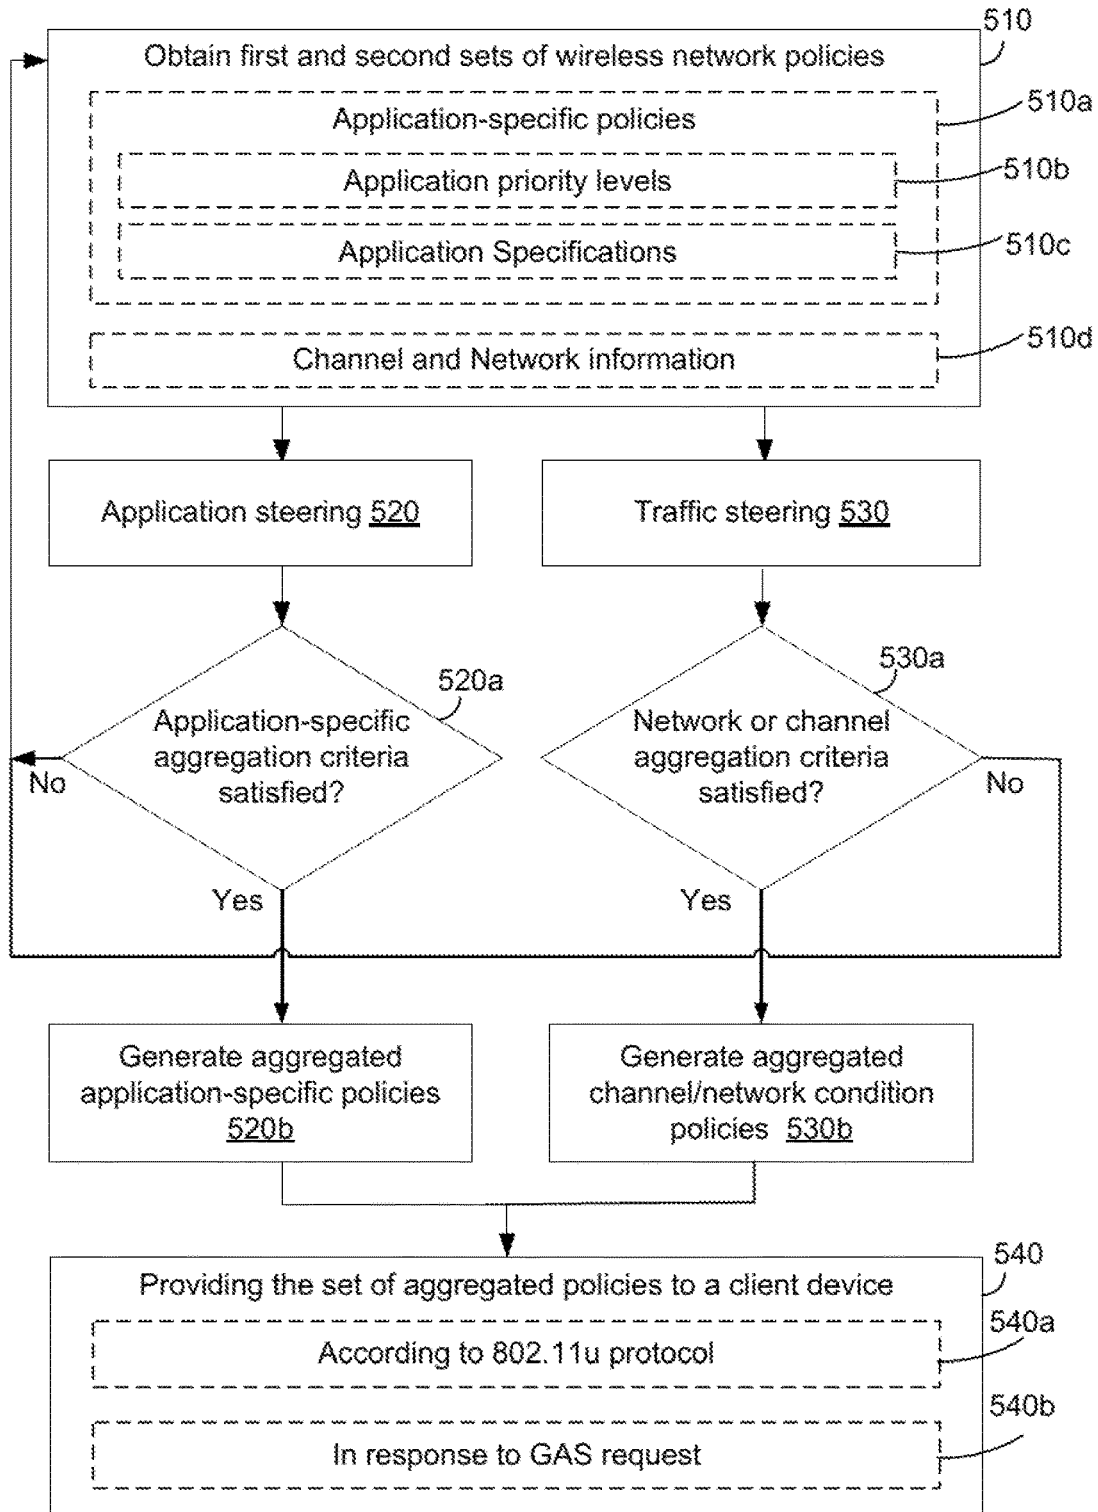 510
Obtain first and second sets of wireless network policies
510a
Application-specific policies
510b
Application priority levels
510c
Application Specifications
510d
Channel and Network information
Application steering 520
Traffic steering 530
520a
530a
Application-specific
aggregation criteria
satisfied?
Network or channel
aggregation criteria
satisfied?
No
No
Yes
Yes
Generate aggregated
application-specific policies
520b
Generate aggregated
channel/network condition
policies 530b
540
Providing the set of aggregated policies to a client device
540a
According to 802.11u protocol
540b
In response to GAS request